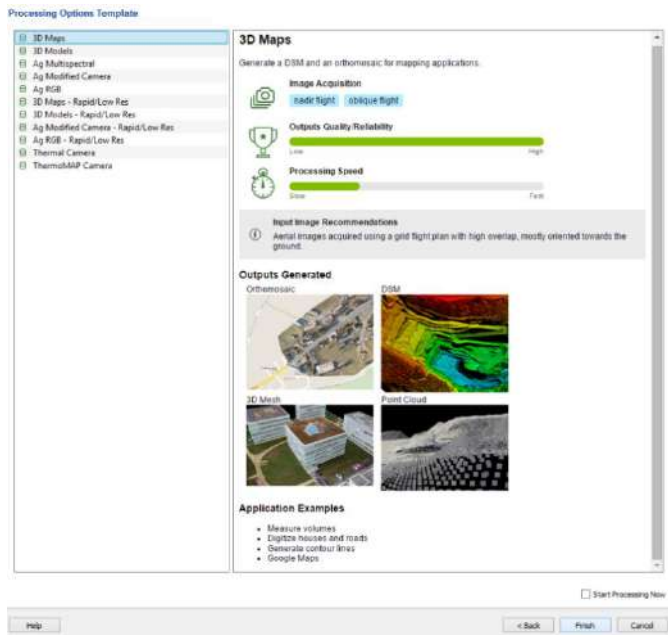 Processing Options Template
3D Maps
3D Models
Ag Multispectral
Ag Modified Camera
Ag RGB
3D Maps - Rapid/Low Res
3D Models - Rapid/Low Res
Ag Modified Camera - Rapid/Low Res
Ag RGB - Rapid/Low Res
Thermal Camera
ThermoMAP Camera
3D Maps
Generate a DSM and an orthomosaic for mapping applications.
Image Acquisition
nadir flight oblique flight
Outputs Quality/Reliability
Low High
Processing Speed
Slow Fast
Input Image Recommendations
Aerial images acquired using a grid flight plan with high overlap, mostly oriented towards the
ground.
Outputs Generated
Orthomosaic DSM
3D Mesh Point Cloud
Application Examples
Measure volumes
Digitize houses and roads
Generate contour lines
Google Maps
Start Processing Now
Help < Back Finish Cancel